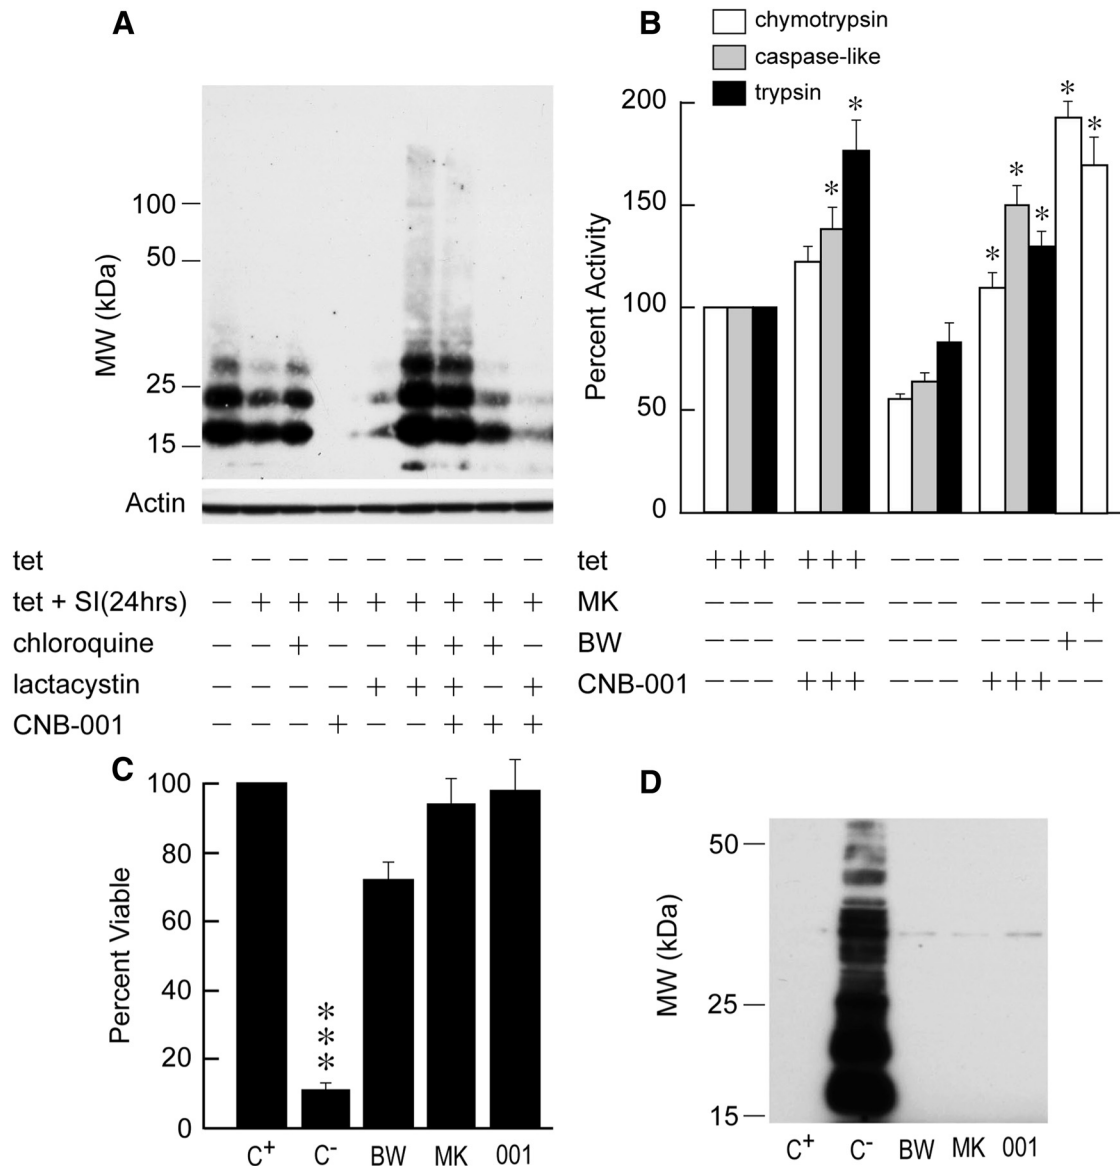 A
MW (kDa)
100
50
25
15
Actin
tet — — — — — — — — —
tet + SI(24hrs) — + + + + + + + +
chloroquine — — + — — + + + —
lactacystin — — — — + + + — +
CNB-001 — — — + — — + + +
B
chymotrypsin
caspase-like
trypsin
Percent Activity
200
150
100
50
0
* * * * * * *
tet + + + + + + — — — — — — — —
MK — — — — — — — — — — — — — +
BW — — — — — — — — — — — — + —
CNB-001 — — — + + + — — — + + + — —
C
Percent Viable
100
80
60
40
20
0
***
C+ C- BW MK 001
D
MW (kDa)
50
25
15
C+ C- BW MK 001